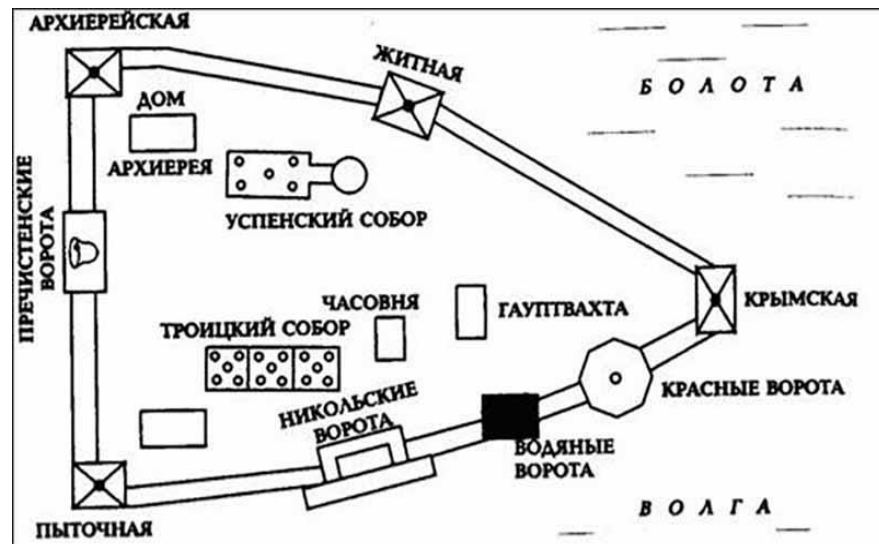 АРХИЕРЕЙСКАЯ
ЖИТНАЯ
БОЛОТА
ДОМ
АРХИЕРЕЯ
УСПЕНСКИЙ СОБОР
ПРЕЧИСТЕНСКИЕ
ВОРОТА
ЧАСОВНЯ
ГАУПТВАХТА
КРЫМСКАЯ
ТРОИЦКИЙ СОБОР
КРАСНЫЕ ВОРОТА
НИКОЛЬСКИЕ
ВОРОТА
ВОДЯНЫЕ
ВОРОТА
ПЫТОЧНАЯ
ВОЛГА